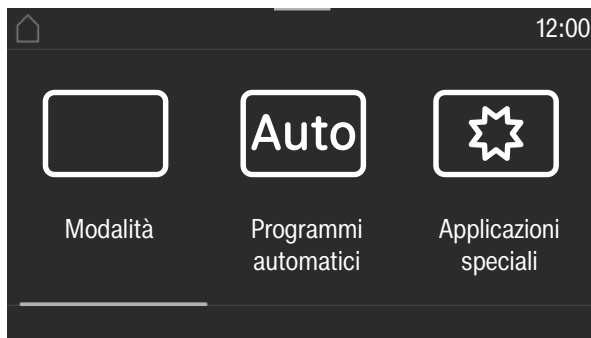 12:00
Auto
Modalità
Programmi
automatici
Applicazioni
speciali